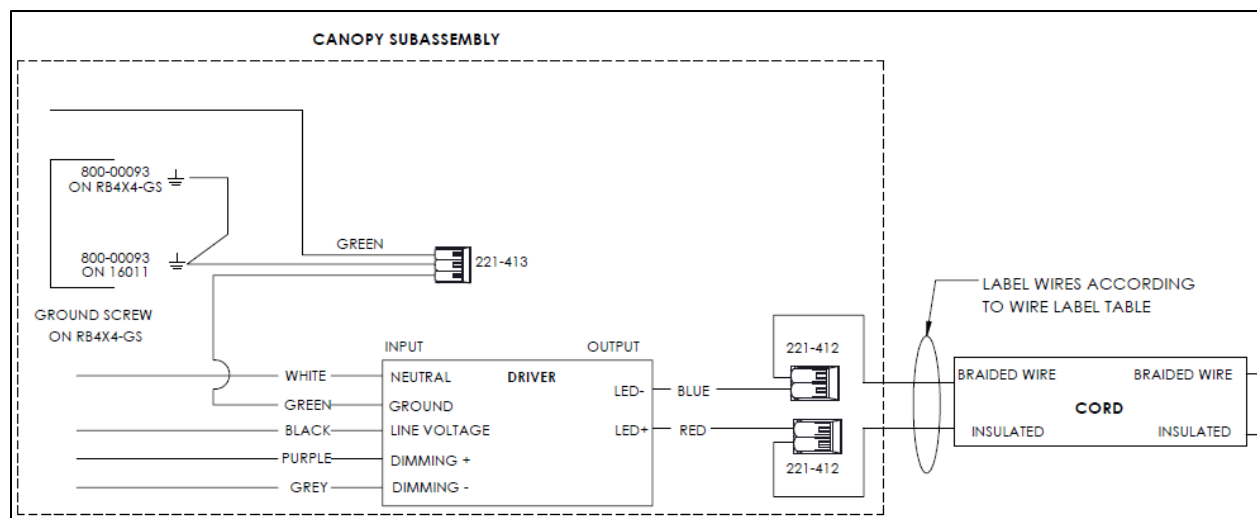 CANOPY SUBASSEMBLY
800-00093
ON RB4X4-GS
GREEN
221-413
800-00093
ON 16011
GROUND SCREW
ON RB4X4-GS
LABEL WIRES ACCORDING
TO WIRE LABEL TABLE
INPUT
OUTPUT
221-412
WHITE
NEUTRAL
DRIVER
LED-
BLUE
BRAIDED WIRE
BRAIDED WIRE
GREEN
GROUND
CORD
BLACK
LINE VOLTAGE
LED+
RED
INSULATED
INSULATED
PURPLE
DIMMING +
221-412
GREY
DIMMING -